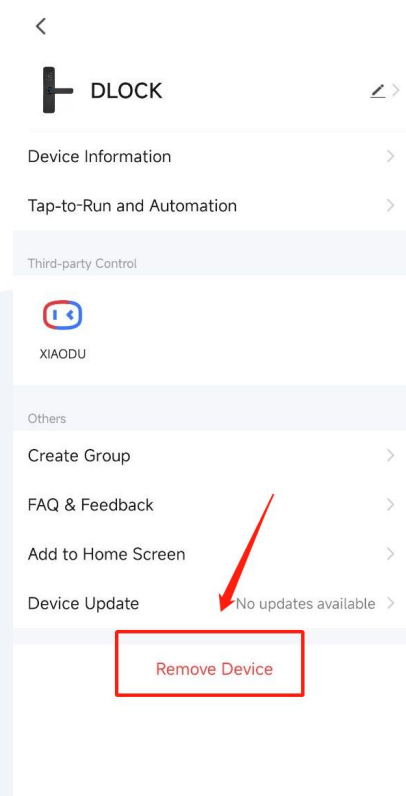 DLOCK
Device Information
Tap-to-Run and Automation
Third-party Control
XIAODU
Others
Create Group
FAQ & Feedback
Add to Home Screen
Device Update No updates available
Remove Device